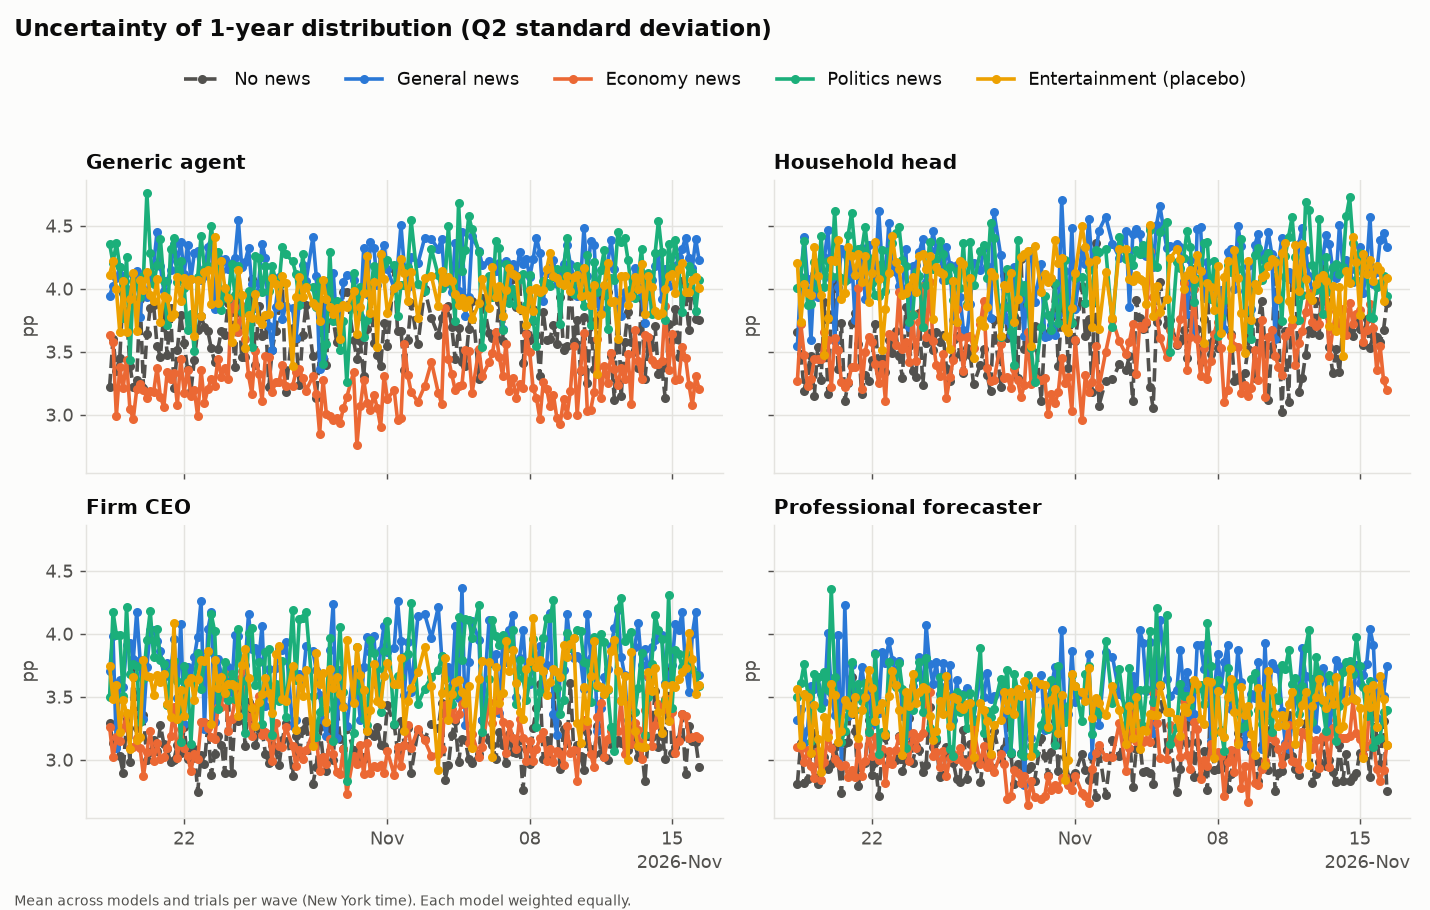 Uncertainty of 1-year distribution (Q2 standard deviation)
No news General news Economy news Politics news Entertainment (placebo)
Generic agent
Household head
pp
4.5
4.0
3.5
3.0
pp
Firm CEO
Professional forecaster
pp
4.5
4.0
3.5
3.0
pp
22 Nov 08 15
2026-Nov
22 Nov 08 15
2026-Nov
Mean across models and trials per wave (New York time). Each model weighted equally.